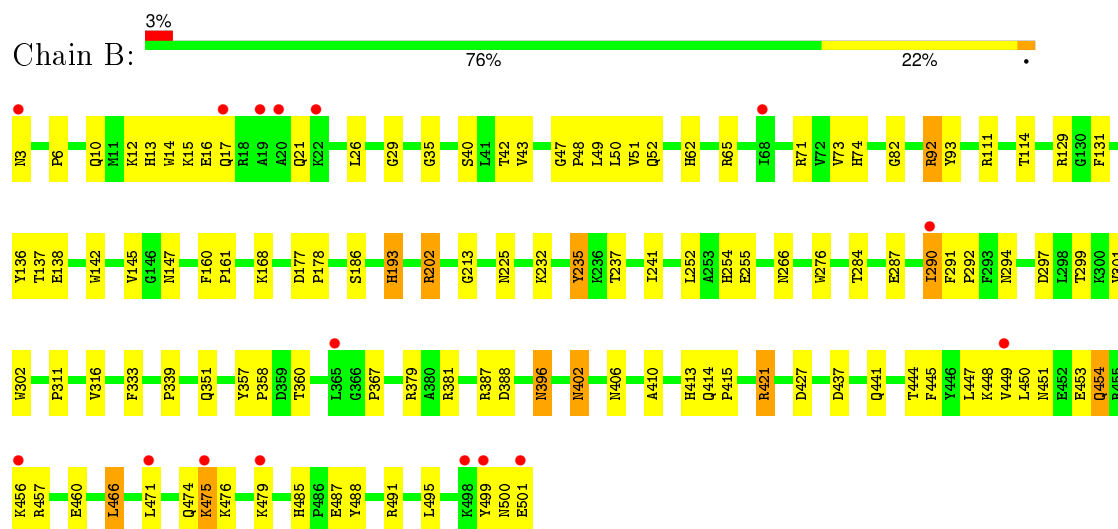 3%
Chain B:
76% 22% •
N3 P6 Q10 M11 K12 H13 W14 K15 E16 Q17 R18 A19 A20 Q21 K22 L26 G29 G35 S40 L41 T42 V43 G47 P48 L49 L50 V51 Q52 H62 R65 I68 R71 V72 V73 H74 G82 R92 Y93 R111 T114 R129 G130 F131
Y136 T137 E138 W142 V145 G146 N147 F160 P161 K168 D177 P178 S186 H193 R202 G213 N225 K232 Y235 K236 T237 I241 L252 A253 H254 E255 N266 W276 T284 E287 I290 F291 P292 F293 N294 D297 L298 T299 K300 V301
W302 P311 V316 F333 P339 Q351 Y357 P358 D359 T360 L365 G366 P367 R379 A380 R381 R387 D388 N396 N402 N406 A410 H413 Q414 P415 R421 D427 D437 Q441 T444 F445 Y446 L447 K448 V449 L450 N451 E452 E453 Q454 R455
K456 R457 E460 L466 L471 Q474 K475 K476 K479 H485 P486 E487 Y488 R491 L495 K498 Y499 N500 E501